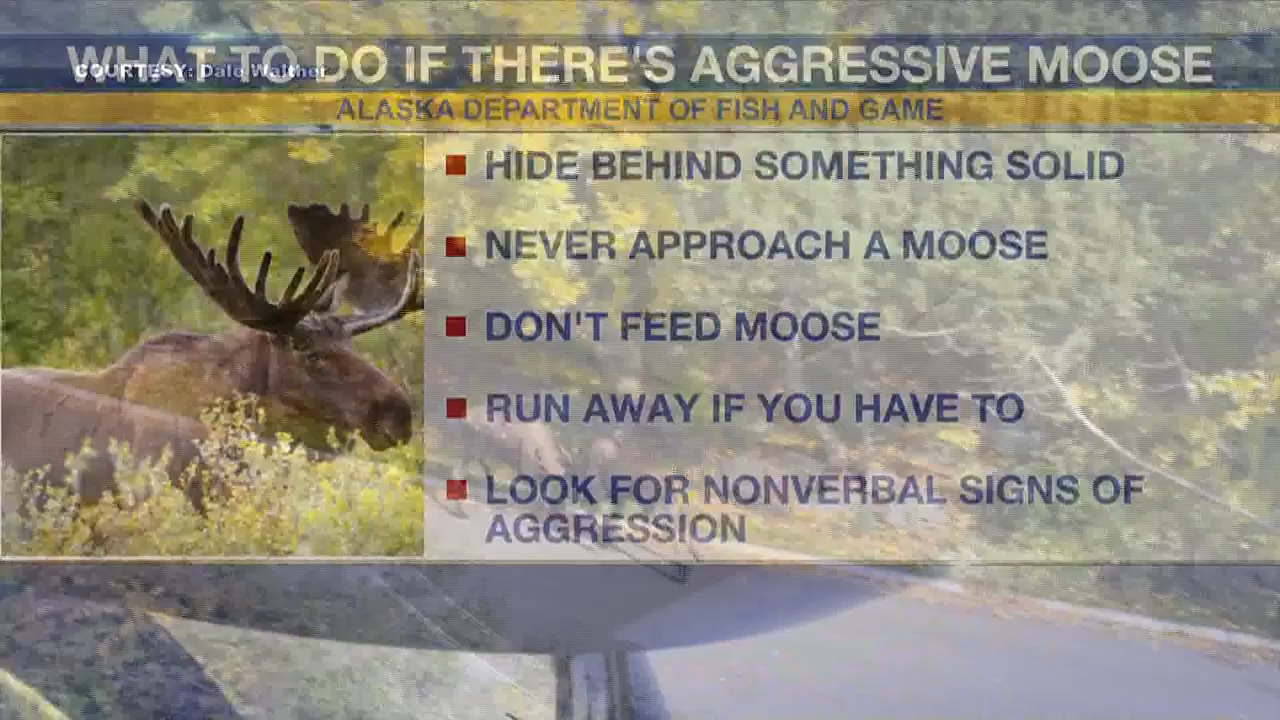 WHAT TO DO IF THERE'S AGGRESSIVE MOOSE
COURTESY: Dale Walther
ALASKA DEPARTMENT OF FISH AND GAME
HIDE BEHIND SOMETHING SOLID
NEVER APPROACH A MOOSE
DON'T FEED MOOSE
RUN AWAY IF YOU HAVE TO
LOOK FOR NONVERBAL SIGNS OF
AGGRESSION